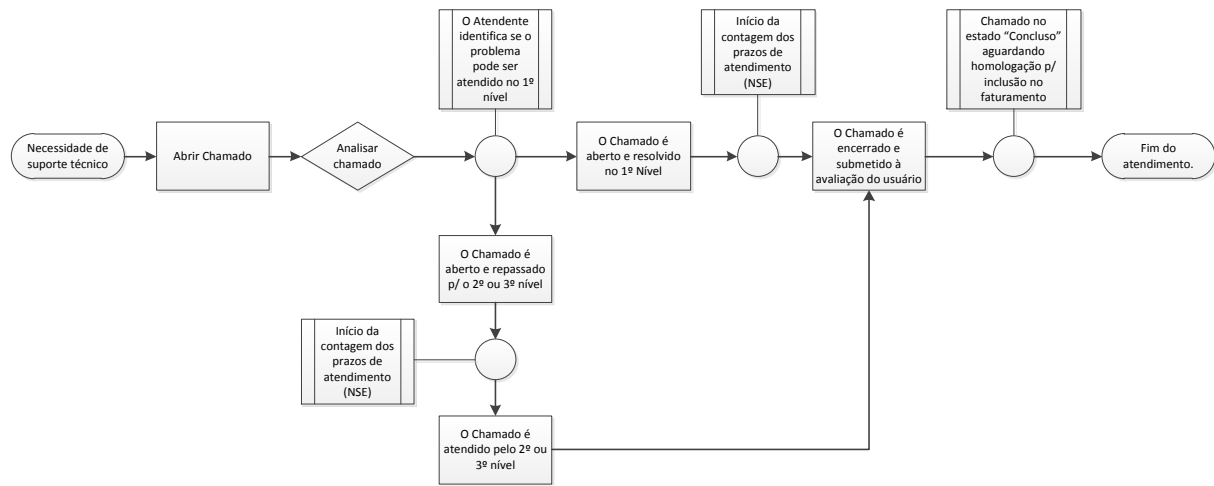 O Atendente
identifica se o
problema
pode ser
atendido no 1º
nível
Início da
contagem dos
prazos de
atendimento
(NSE)
Chamado no
estado “Concluso”
aguardando
homologação p/
inclusão no
faturamento
Necessidade de
suporte técnico
Abrir Chamado
Analisar
chamado
O Chamado é
aberto e resolvido
no 1º Nível
O Chamado é
encerrado e
submetido à
avaliação do usuário
Fim do
atendimento.
O Chamado é
aberto e repassado
p/ o 2º ou 3º nível
Início da
contagem dos
prazos de
atendimento
(NSE)
O Chamado é
atendido pelo 2º ou
3º nível